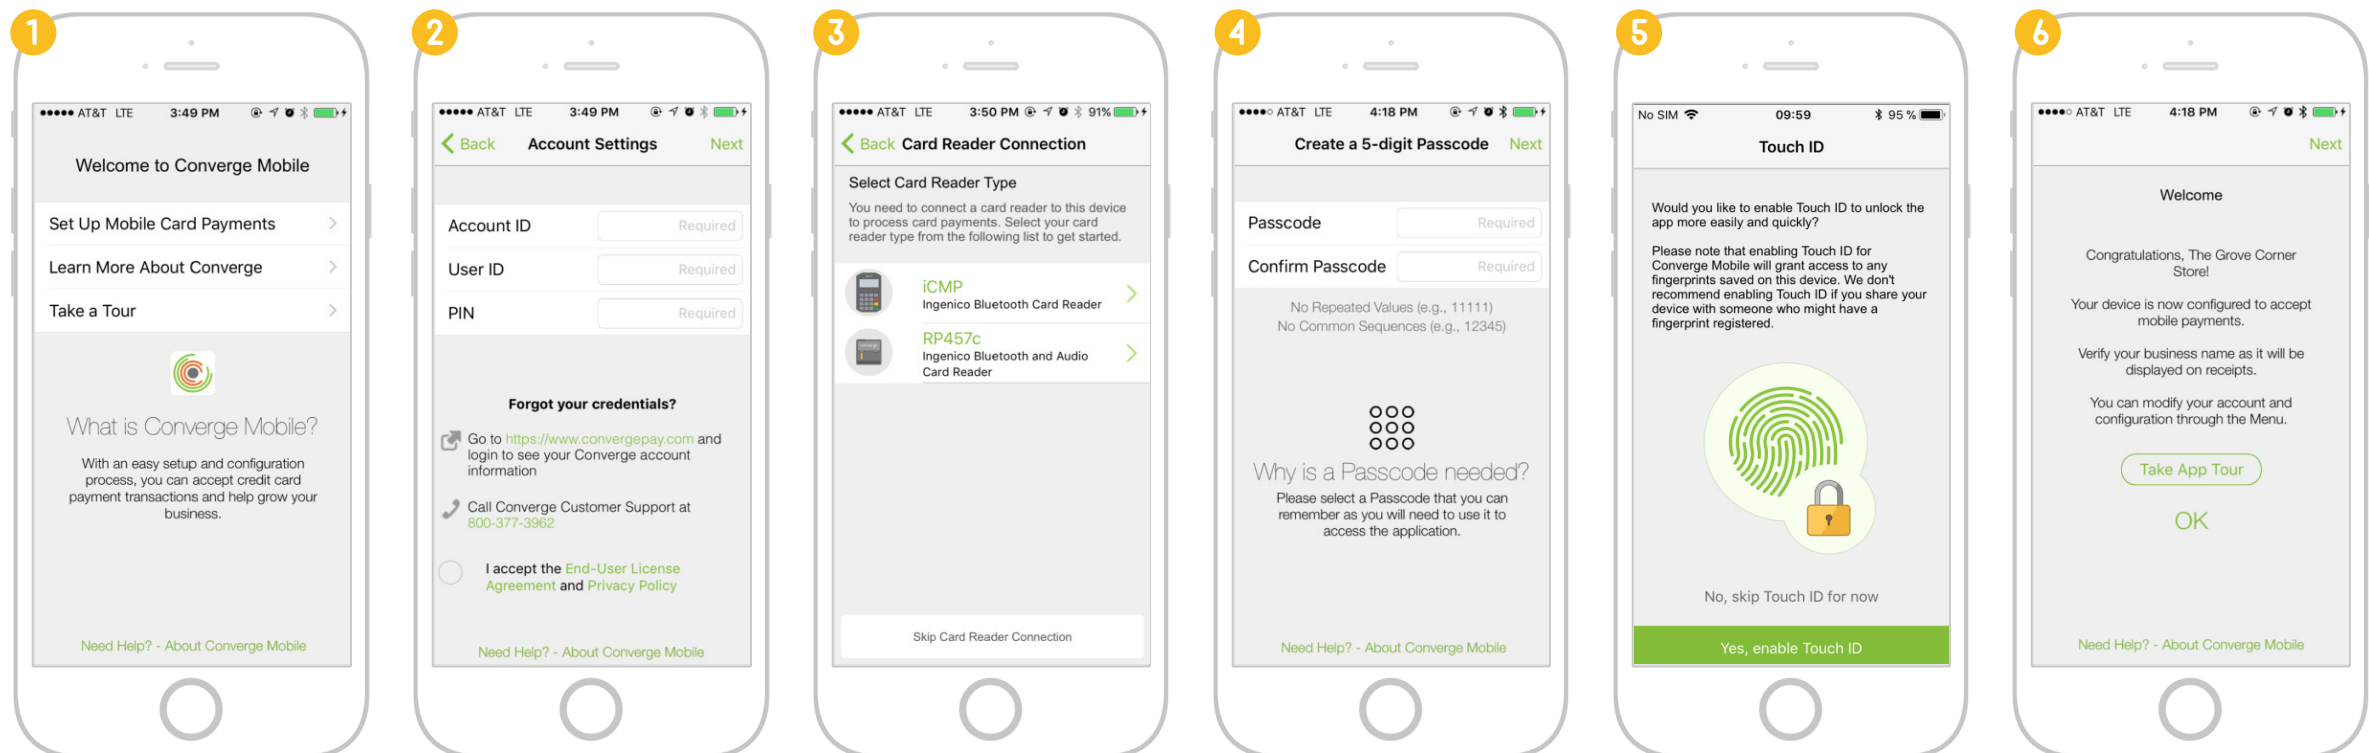 1
AT&T LTE 3:49 PM
Welcome to Converge Mobile
Set Up Mobile Card Payments
Learn More About Converge
Take a Tour
What is Converge Mobile?
With an easy setup and configuration
process, you can accept credit card
payment transactions and help grow your
business.
Need Help? - About Converge Mobile
2
AT&T LTE 3:49 PM
Back Account Settings Next
Account ID Required
User ID Required
PIN Required
Forgot your credentials?
Go to https://www.convergepay.com and
login to see your Converge account
information
Call Converge Customer Support at
800-377-3962
I accept the End-User License
Agreement and Privacy Policy
Need Help? - About Converge Mobile
3
AT&T LTE 3:50 PM 91%
Back Card Reader Connection
Select Card Reader Type
You need to connect a card reader to this device
to process card payments. Select your card
reader type from the following list to get started.
iCMP
Ingenico Bluetooth Card Reader
RP457c
Ingenico Bluetooth and Audio
Card Reader
Skip Card Reader Connection
4
AT&T LTE 4:18 PM
Create a 5-digit Passcode Next
Passcode Required
Confirm Passcode Required
No Repeated Values (e.g., 11111)
No Common Sequences (e.g., 12345)
Why is a Passcode needed?
Please select a Passcode that you can
remember as you will need to use it to
access the application.
Need Help? - About Converge Mobile
5
No SIM 09:59 95 %
Touch ID
Would you like to enable Touch ID to unlock the
app more easily and quickly?
Please note that enabling Touch ID for
Converge Mobile will grant access to any
fingerprints saved on this device. We don't
recommend enabling Touch ID if you share your
device with someone who might have a
fingerprint registered.
No, skip Touch ID for now
Yes, enable Touch ID
6
AT&T LTE 4:18 PM
Next
Welcome
Congratulations, The Grove Corner
Store!
Your device is now configured to accept
mobile payments.
Verify your business name as it will be
displayed on receipts.
You can modify your account and
configuration through the Menu.
Take App Tour
OK
Need Help? - About Converge Mobile